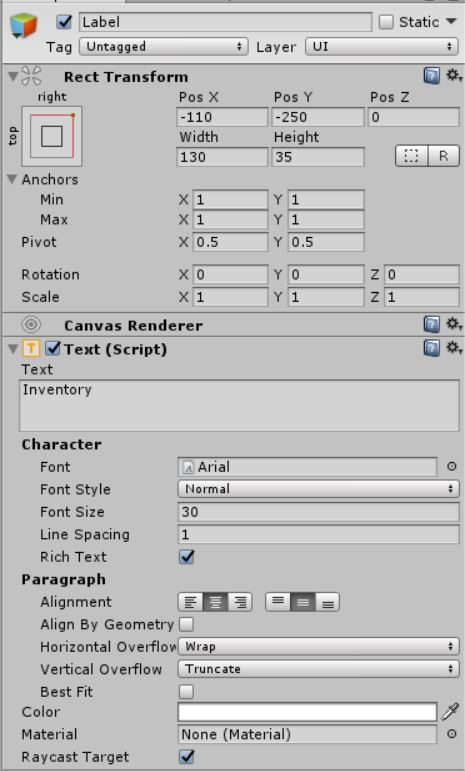 Label Static
Tag Untagged Layer UI
Rect Transform
right
top
Pos X Pos Y Pos Z
-110 -250 0
Width Height
130 35
R
Anchors
Min X 1 Y 1
Max X 1 Y 1
Pivot X 0.5 Y 0.5
Rotation X 0 Y 0 Z 0
Scale X 1 Y 1 Z 1
Canvas Renderer
T Text (Script)
Text
Inventory
Character
Font Arial
Font Style Normal
Font Size 30
Line Spacing 1
Rich Text
Paragraph
Alignment
Align By Geometry
Horizontal Overflow Wrap
Vertical Overflow Truncate
Best Fit
Color
Material None (Material)
Raycast Target